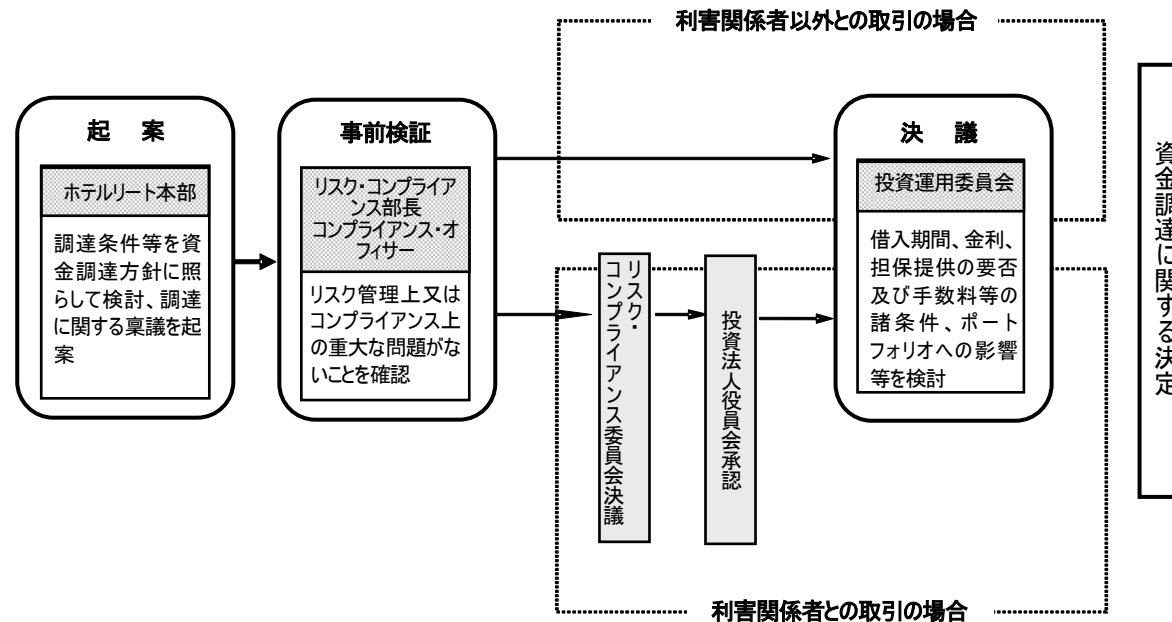 利害関係者以外との取引の場合
起　案
ホテルリート本部
調達条件等を資
金調達方針に照
らして検討、調達
に関する稟議を起
案
事前検証
リスク・コンプライア
ンス部長
コンプライアンス・オ
フィサー
リスク管理上又は
コンプライアンス上
の重大な問題がな
いことを確認
リスク・
コンプライアンス委員会決議
投資法人役員会承認
決　議
投資運用委員会
借入期間、金利、
担保提供の要否
及び手数料等の
諸条件、ポート
フォリオへの影響
等を検討
資金調達に関する決定
利害関係者との取引の場合